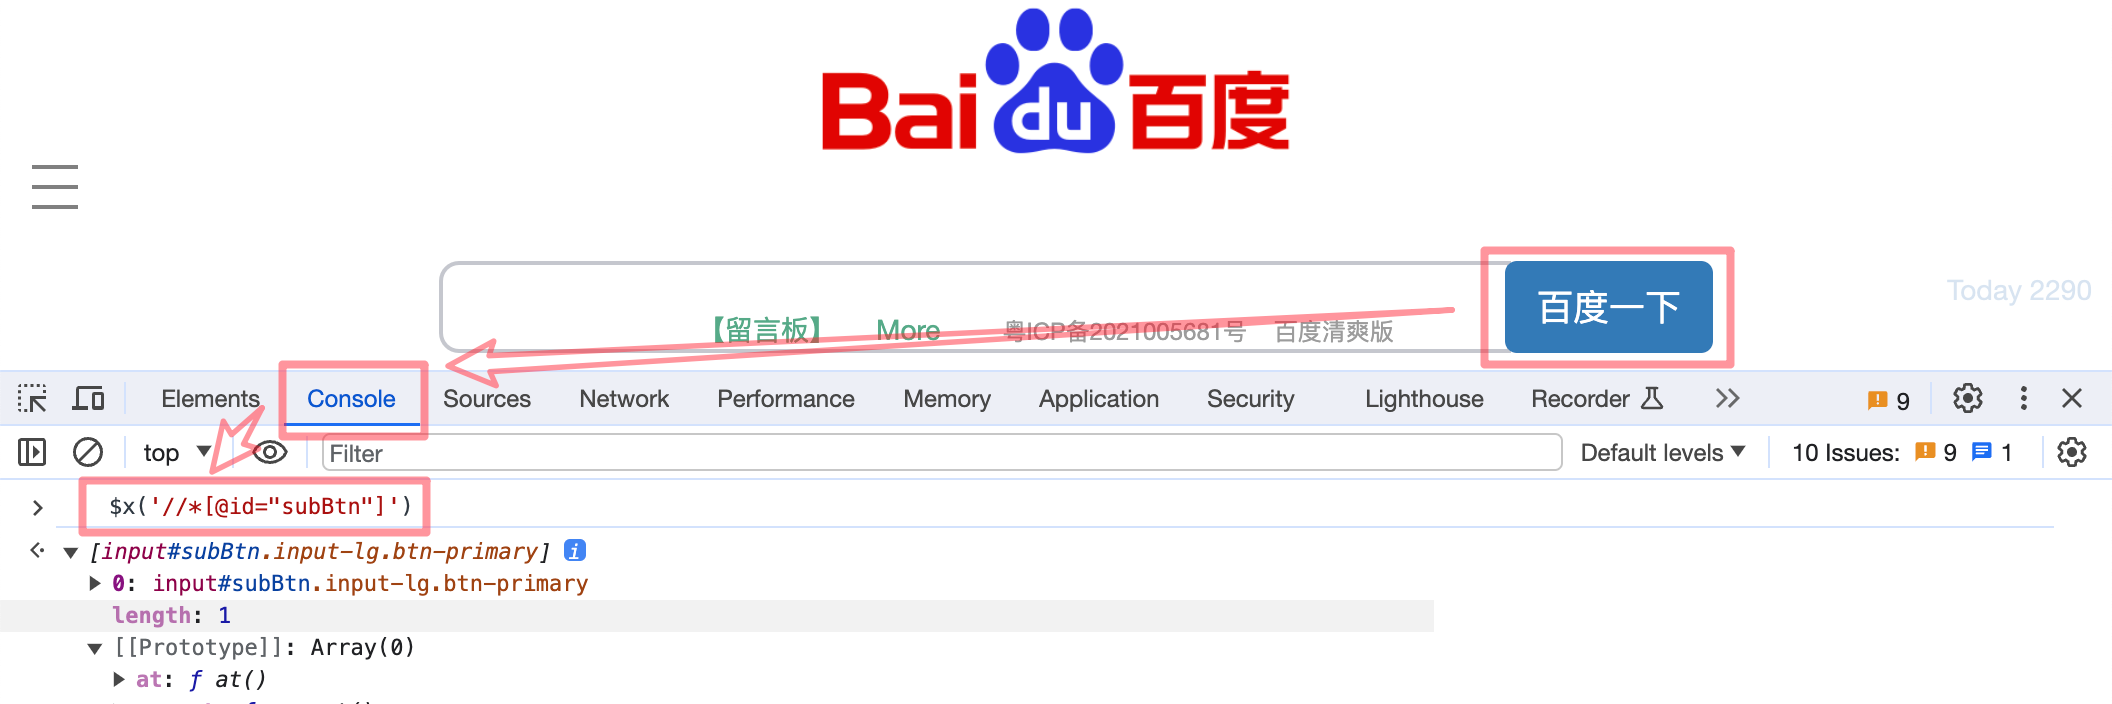 Bai du 百度
百度一下
Today 2290
【留言板】 More 粤ICP备2021005681号 百度清爽版
Elements Console Sources Network Performance Memory Application Security Lighthouse Recorder 9
top Filter Default levels 10 Issues: 9 1
$x('//*[@id="subBtn"]')
[input#subBtn.input-lg.btn-primary] i
0: input#subBtn.input-lg.btn-primary
length: 1
[[Prototype]]: Array(0)
at: ƒ at()